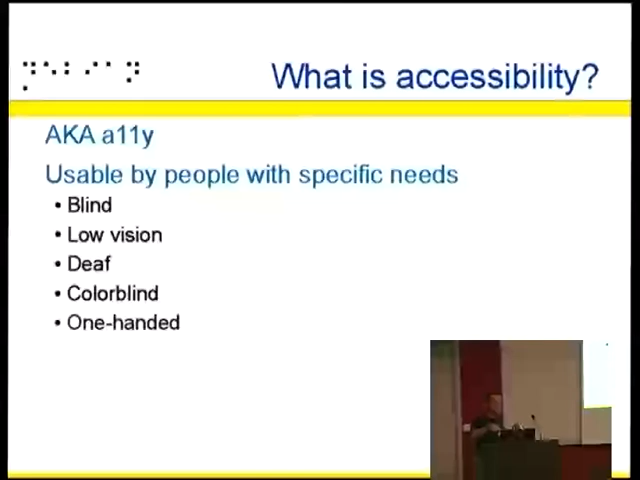 ⡙⠑⠃⠊⠁⠝
What is accessibility?
AKA a11y
Usable by people with specific needs
• Blind
• Low vision
• Deaf
• Colorblind
• One-handed